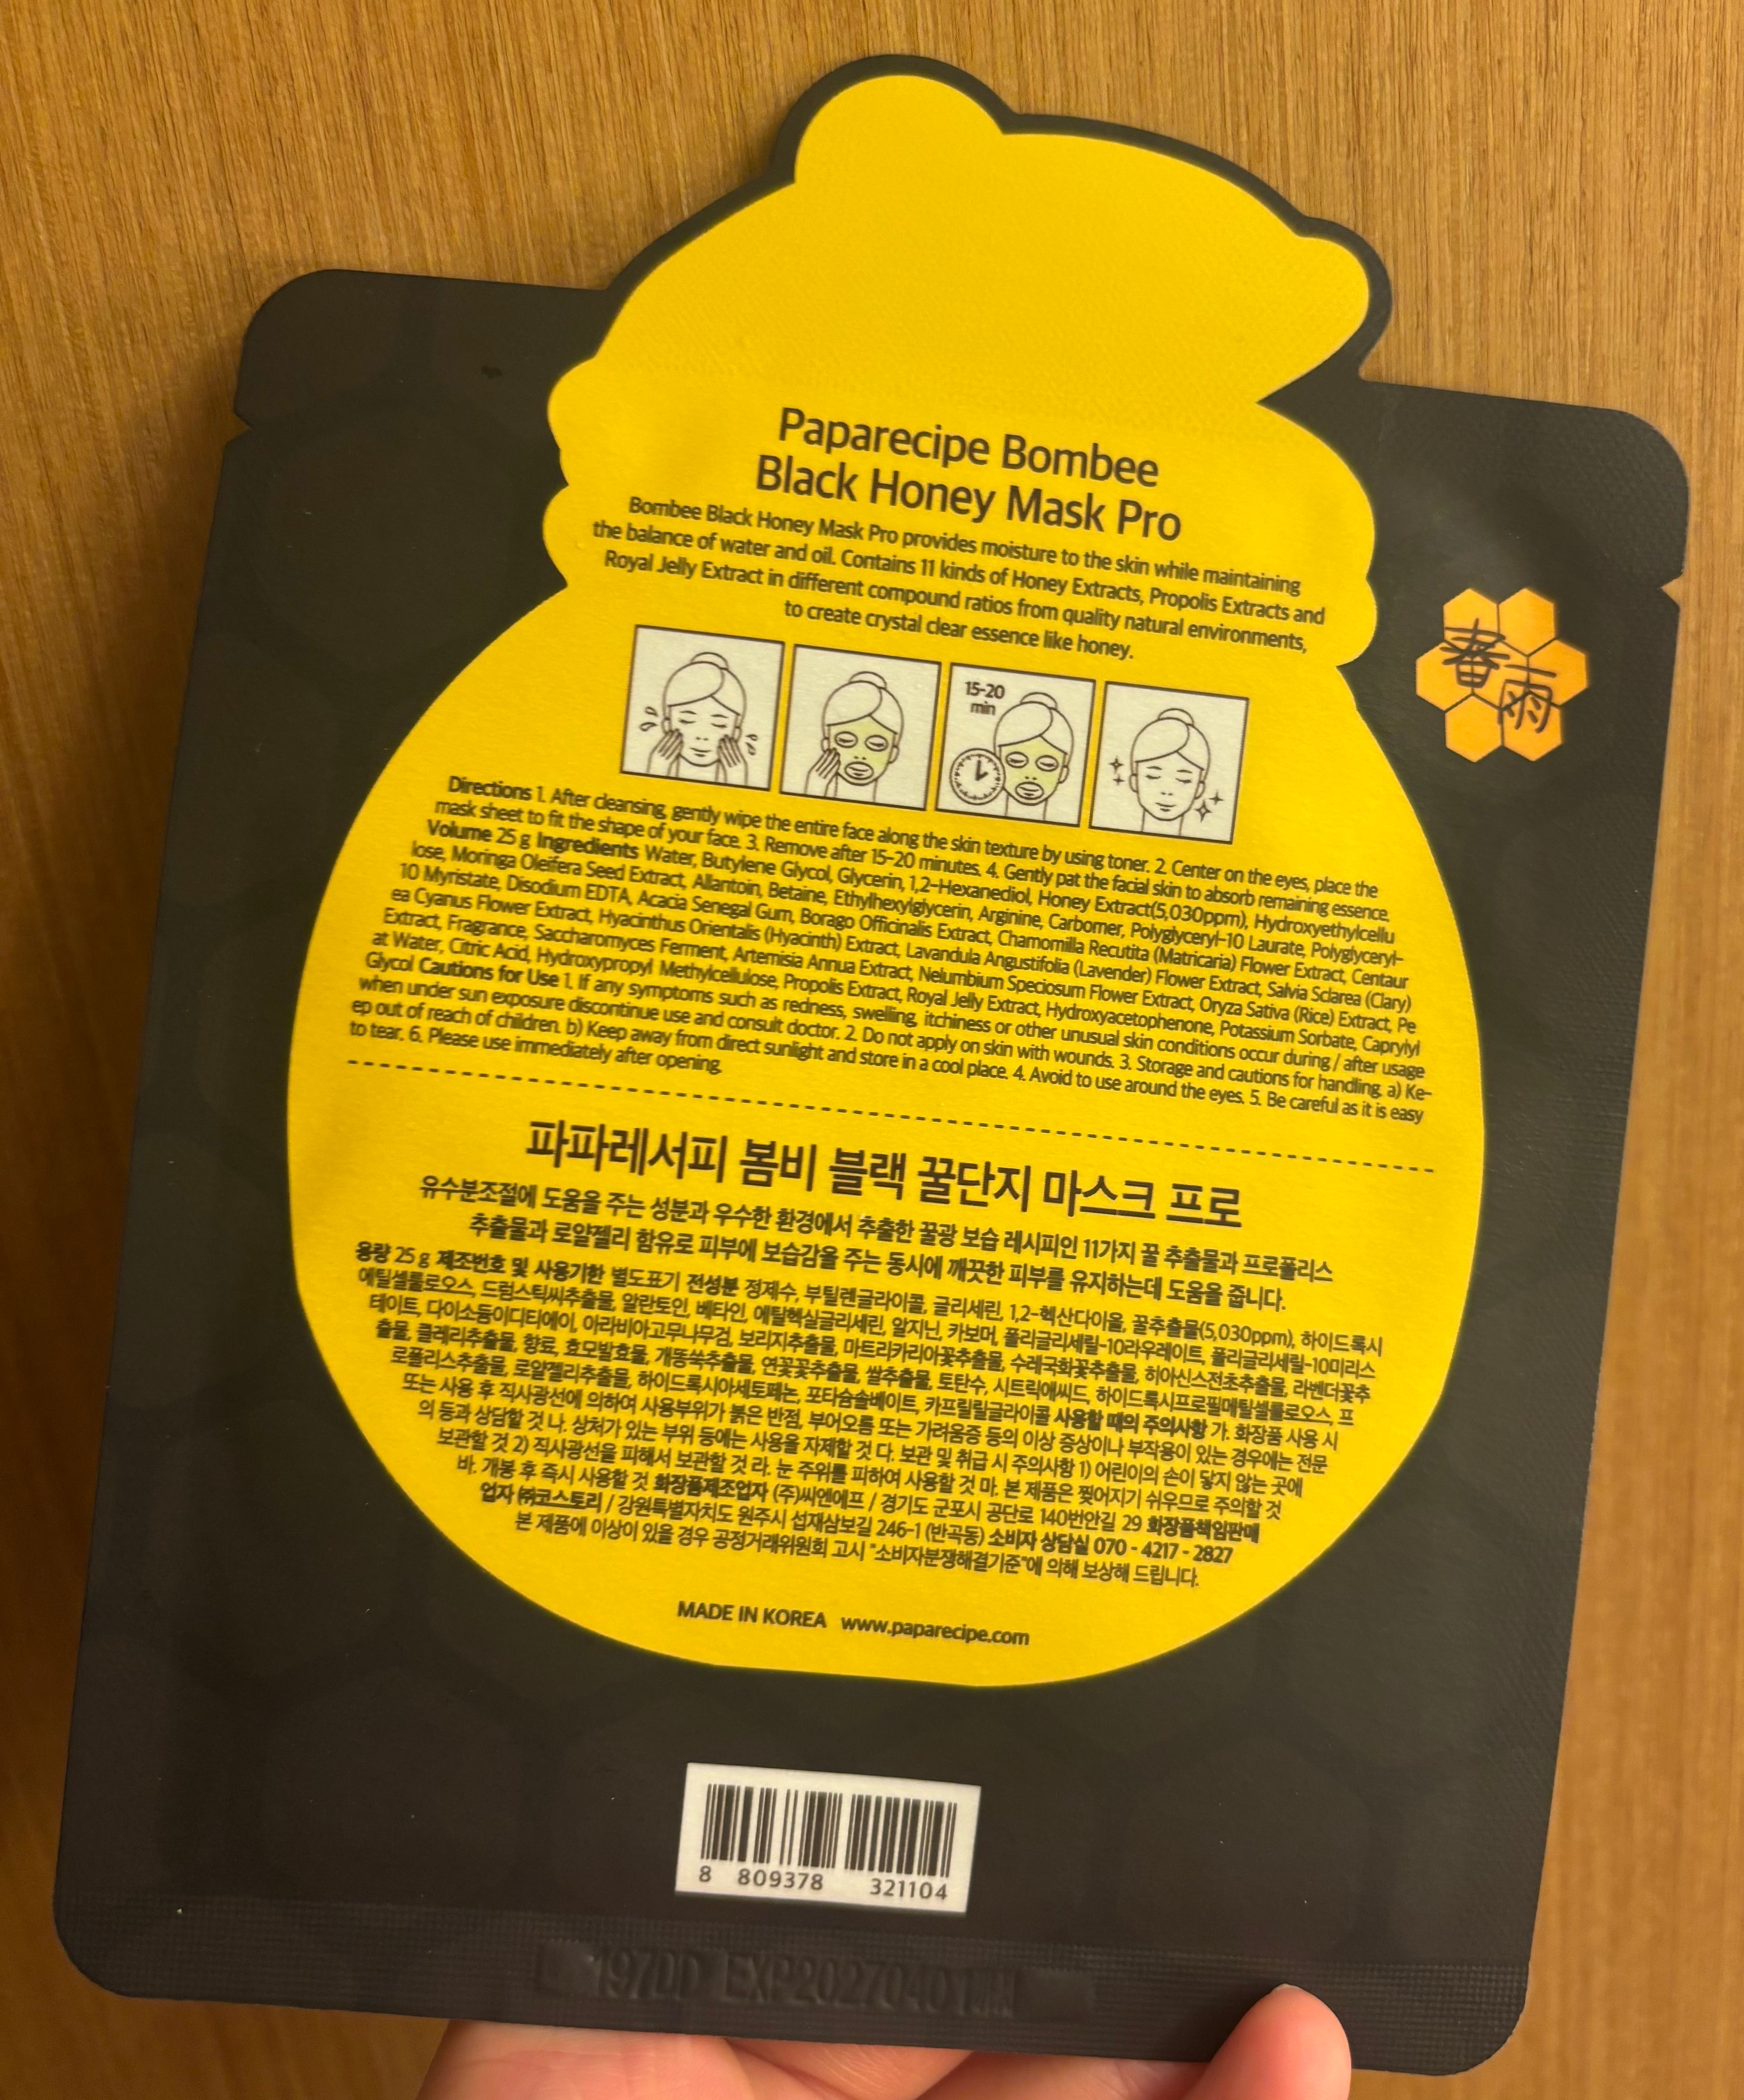 Paparecipe Bombee
Black Honey Mask Pro
Bombee Black Honey Mask Pro provides moisture to the skin while maintaining
the balance of water and oil. Contains 11 kinds of Honey Extracts, Propolis Extracts and
Royal Jelly Extract in different compound ratios from quality natural environments,
to create crystal clear essence like honey.
春雨
15-20
min
Directions 1. After cleansing, gently wipe the entire face along the skin texture by using toner. 2. Center on the eyes, place the
mask sheet to fit the shape of your face. 3. Remove after 15-20 minutes. 4. Gently pat the facial skin to absorb remaining essence.
Volume 25 g Ingredients Water, Butylene Glycol, Glycerin, 1,2-Hexanediol, Honey Extract(5,030ppm), Hydroxyethylcellu
lose, Moringa Oleifera Seed Extract, Allantoin, Betaine, Ethylhexylglycerin, Arginine, Carbomer, Polyglyceryl-10 Laurate, Polyglyceryl-
10 Myristate, Disodium EDTA, Acacia Senegal Gum, Borago Officinalis Extract, Chamomilla Recutita (Matricaria) Flower Extract, Centaur
ea Cyanus Flower Extract, Hyacinthus Orientalis (Hyacinth) Extract, Lavandula Angustifolia (Lavender) Flower Extract, Salvia Sclarea (Clary)
Extract, Fragrance, Saccharomyces Ferment, Artemisia Annua Extract, Nelumbium Speciosum Flower Extract, Oryza Sativa (Rice) Extract, Pe
at Water, Citric Acid, Hydroxypropyl Methylcellulose, Propolis Extract, Royal Jelly Extract, Hydroxyacetophenone, Potassium Sorbate, Caprylyl
Glycol Cautions for Use 1. If any symptoms such as redness, swelling, itchiness or other unusual skin conditions occur during / after usage
when under sun exposure discontinue use and consult doctor. 2. Do not apply on skin with wounds. 3. Storage and cautions for handling. a) Ke-
ep out of reach of children. b) Keep away from direct sunlight and store in a cool place. 4. Avoid to use around the eyes. 5. Be careful as it is easy
to tear. 6. Please use immediately after opening.
파파레서피 봄비 블랙 꿀단지 마스크 프로
유수분조절에 도움을 주는 성분과 우수한 환경에서 추출한 꿀광 보습 레시피인 11가지 꿀 추출물과 프로폴리스
추출물과 로얄젤리 함유로 피부에 보습감을 주는 동시에 깨끗한 피부를 유지하는데 도움을 줍니다.
용량 25 g 제조번호 및 사용기한 별도표기 전성분 정제수, 부틸렌글라이콜, 글리세린, 1,2-헥산다이올, 꿀추출물(5,030ppm), 하이드록시
에틸셀룰로오스, 드럼스틱씨추출물, 알란토인, 베타인, 에틸헥실글리세린, 알지닌, 카보머, 폴리글리세릴-10라우레이트, 폴리글리세릴-10미리스
테이트, 다이소듐이디티에이, 아라비아고무나무검, 보리지추출물, 마트리카리아꽃추출물, 수레국화꽃추출물, 히아신스전초추출물, 라벤더꽃추
출물, 클레리추출물, 향료, 효모발효물, 개똥쑥추출물, 연꽃꽃추출물, 쌀추출물, 토탄수, 시트릭애씨드, 하이드록시프로필메틸셀룰로오스, 프
로폴리스추출물, 로얄젤리추출물, 하이드록시아세토페논, 포타슘솔베이트, 카프릴릴글라이콜 사용할 때의 주의사항 가. 화장품 사용 시
또는 사용 후 직사광선에 의하여 사용부위가 붉은 반점, 부어오름 또는 가려움증 등의 이상 증상이나 부작용이 있는 경우에는 전문
의 등과 상담할 것 나. 상처가 있는 부위 등에는 사용을 자제할 것 다. 보관 및 취급 시 주의사항 1) 어린이의 손이 닿지 않는 곳에
보관할 것 2) 직사광선을 피해서 보관할 것 라. 눈 주위를 피하여 사용할 것 마. 본 제품은 찢어지기 쉬우므로 주의할 것
바. 개봉 후 즉시 사용할 것 화장품제조업자 (주)씨엔에프 / 경기도 군포시 공단로 140번안길 29 화장품책임판매
업자 ㈜코스토리 / 강원특별자치도 원주시 섭재삼보길 246-1 (반곡동) 소비자 상담실 070 - 4217 - 2827
본 제품에 이상이 있을 경우 공정거래위원회 고시 "소비자분쟁해결기준"에 의해 보상해 드립니다.
MADE IN KOREA www.paparecipe.com
8 809378 321104
EXP20270401